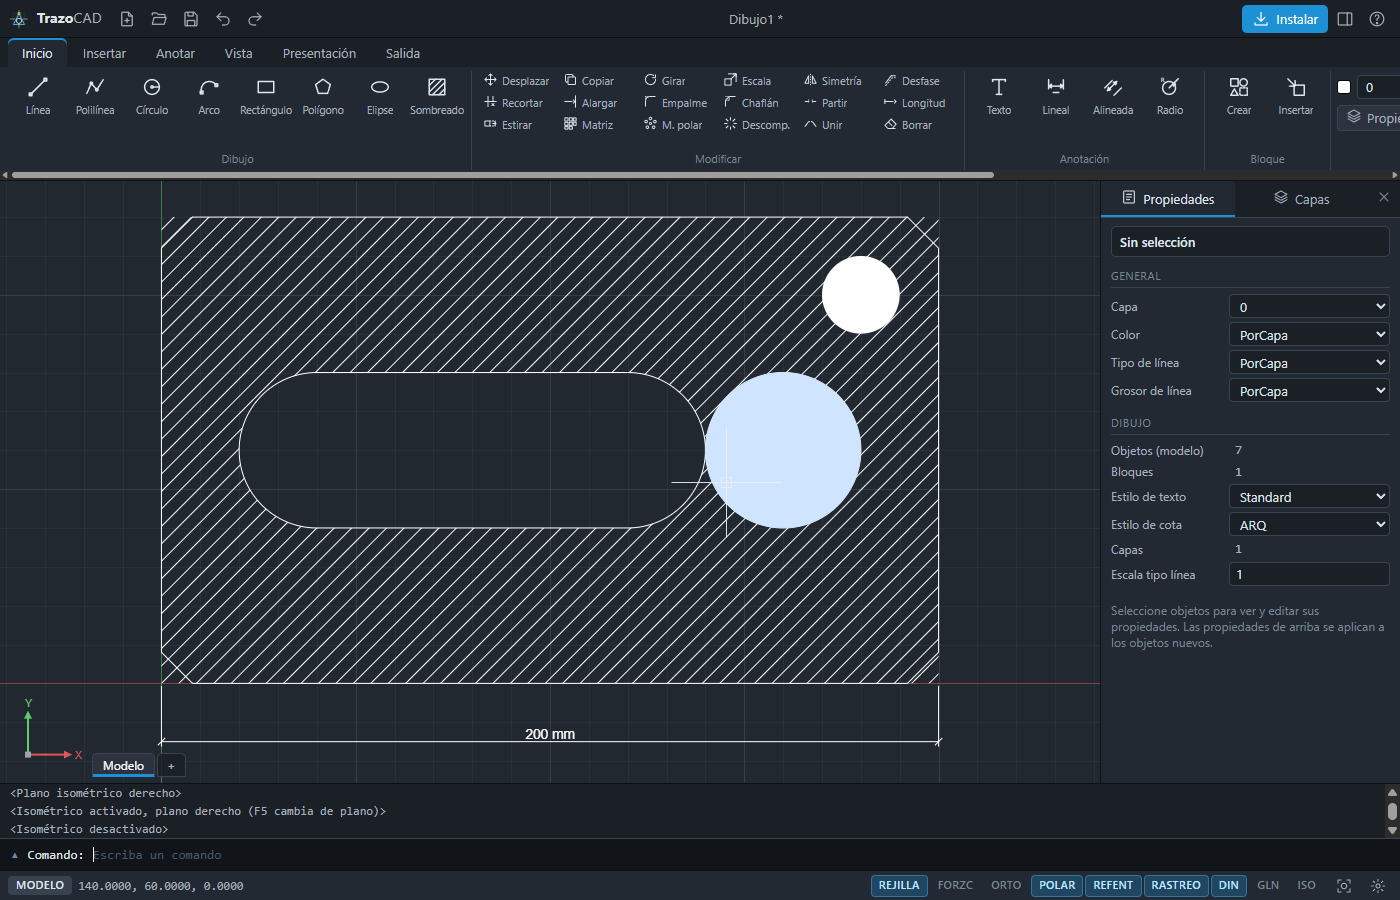 TrazoCAD
Dibujo1 *
Instalar
Inicio
Insertar
Anotar
Vista
Presentación
Salida
Línea
Polilínea
Círculo
Arco
Rectángulo
Polígono
Elipse
Sombreado
Dibujo
Desplazar
Copiar
Girar
Escala
Simetría
Desfase
Recortar
Alargar
Empalme
Chaflán
Partir
Longitud
Estirar
Matriz
M. polar
Descomp.
Unir
Borrar
Modificar
Texto
Lineal
Alineada
Radio
Anotación
Crear
Insertar
Bloque
0
Propie
Propiedades
Capas
Sin selección
GENERAL
Capa
0
Color
PorCapa
Tipo de línea
PorCapa
Grosor de línea
PorCapa
DIBUJO
Objetos (modelo)
7
Bloques
1
Estilo de texto
Standard
Estilo de cota
ARQ
Capas
1
Escala tipo línea
1
Seleccione objetos para ver y editar sus
propiedades. Las propiedades de arriba se aplican a
los objetos nuevos.
200 mm
Y
X
Modelo
+
<Plano isométrico derecho>
<Isométrico activado, plano derecho (F5 cambia de plano)>
<Isométrico desactivado>
Comando:
Escriba un comando
MODELO
140.0000, 60.0000, 0.0000
REJILLA
FORZC
ORTO
POLAR
REFENT
RASTREO
DIN
GLN
ISO